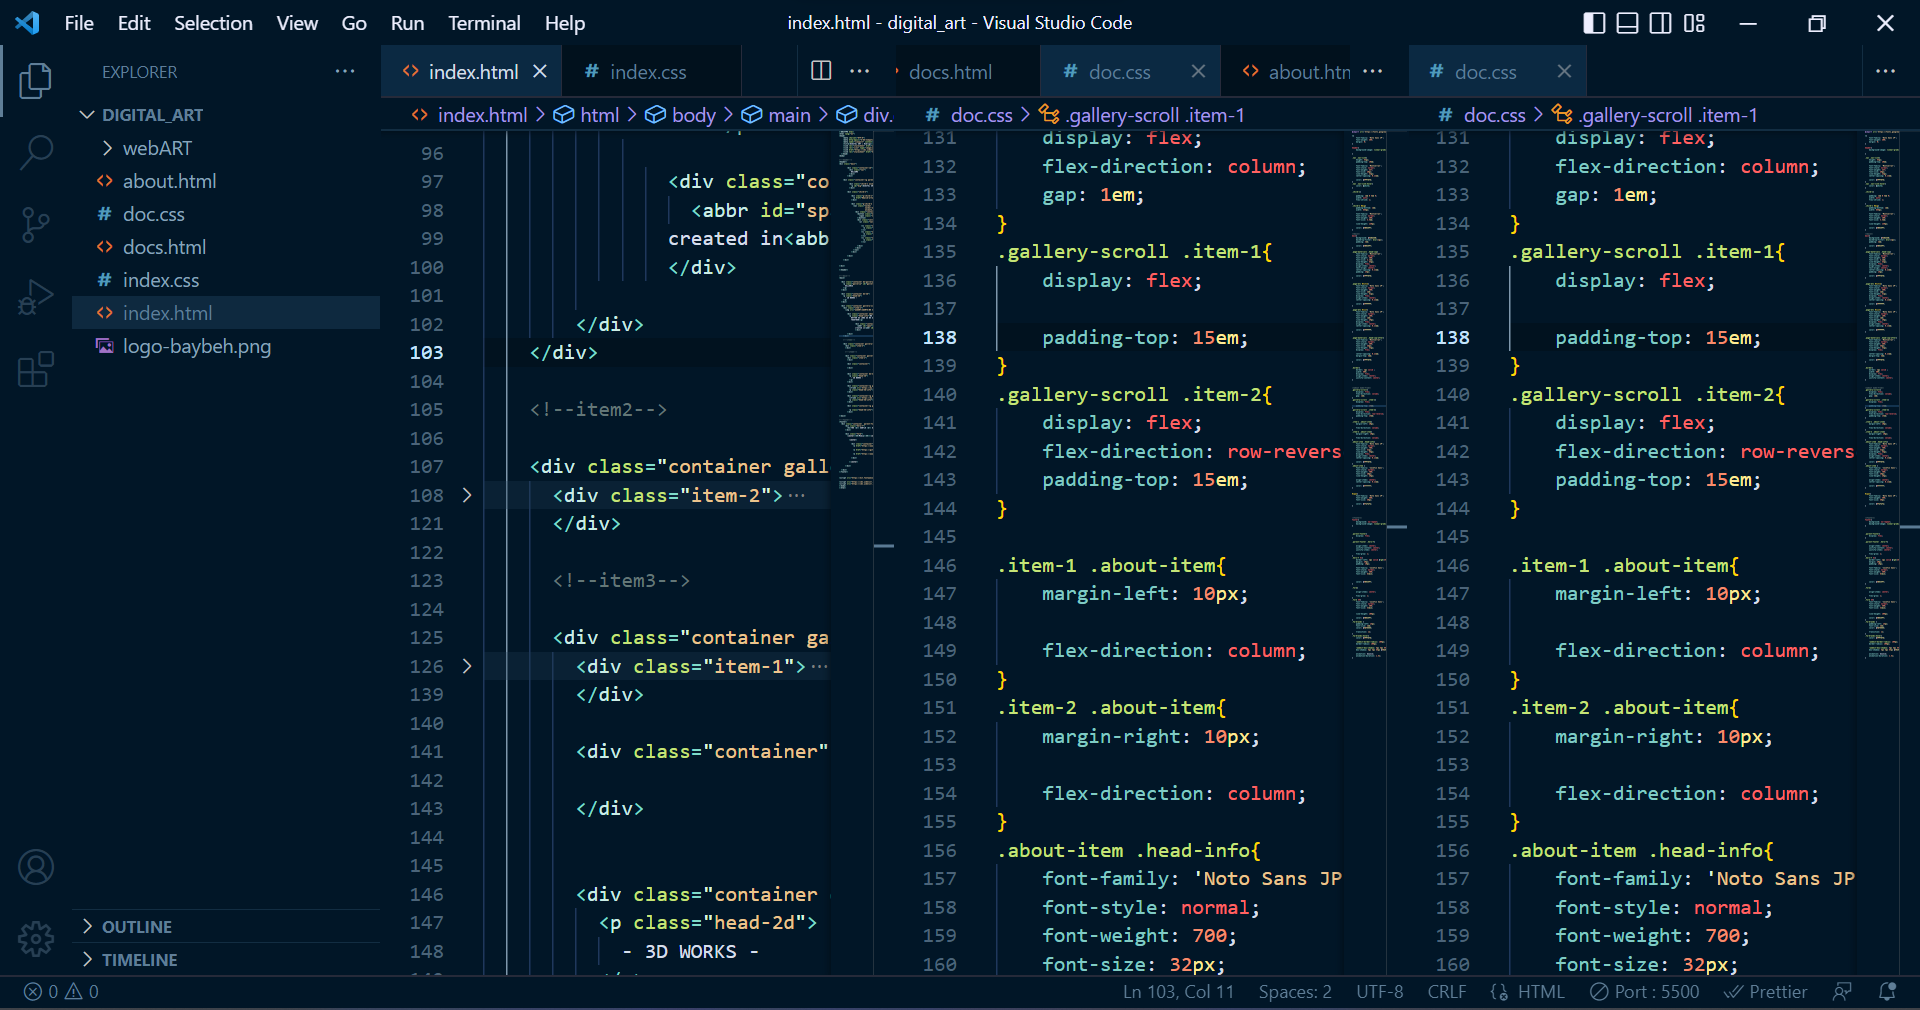 File Edit Selection View Go Run Terminal Help
index.html - digital_art - Visual Studio Code
EXPLORER
DIGITAL_ART
webART
about.html
doc.css
docs.html
index.css
index.html
logo-baybeh.png
OUTLINE
TIMELINE
index.html
index.css
index.html > html > body > main > div.
96
97 <div class="co
98 <abbr id="sp
99 created in<abb
100 </div>
101
102 </div>
103 </div>
104
105 <!--item2-->
106
107 <div class="container gall
108 <div class="item-2">
121 </div>
122
123 <!--item3-->
124
125 <div class="container ga
126 <div class="item-1">
139 </div>
140
141 <div class="container"
142
143 </div>
144
145
146 <div class="container
147 <p class="head-2d">
148 - 3D WORKS -
docs.html
doc.css
about.htm
doc.css > .gallery-scroll .item-1
131 display: flex;
132 flex-direction: column;
133 gap: 1em;
134 }
135 .gallery-scroll .item-1{
136 display: flex;
137
138 padding-top: 15em;
139 }
140 .gallery-scroll .item-2{
141 display: flex;
142 flex-direction: row-revers
143 padding-top: 15em;
144 }
145
146 .item-1 .about-item{
147 margin-left: 10px;
148
149 flex-direction: column;
150 }
151 .item-2 .about-item{
152 margin-right: 10px;
153
154 flex-direction: column;
155 }
156 .about-item .head-info{
157 font-family: 'Noto Sans JP
158 font-style: normal;
159 font-weight: 700;
160 font-size: 32px;
doc.css
doc.css > .gallery-scroll .item-1
131 display: flex;
132 flex-direction: column;
133 gap: 1em;
134 }
135 .gallery-scroll .item-1{
136 display: flex;
137
138 padding-top: 15em;
139 }
140 .gallery-scroll .item-2{
141 display: flex;
142 flex-direction: row-revers
143 padding-top: 15em;
144 }
145
146 .item-1 .about-item{
147 margin-left: 10px;
148
149 flex-direction: column;
150 }
151 .item-2 .about-item{
152 margin-right: 10px;
153
154 flex-direction: column;
155 }
156 .about-item .head-info{
157 font-family: 'Noto Sans JP
158 font-style: normal;
159 font-weight: 700;
160 font-size: 32px;
0 0 Ln 103, Col 11 Spaces: 2 UTF-8 CRLF HTML Port : 5500 Prettier